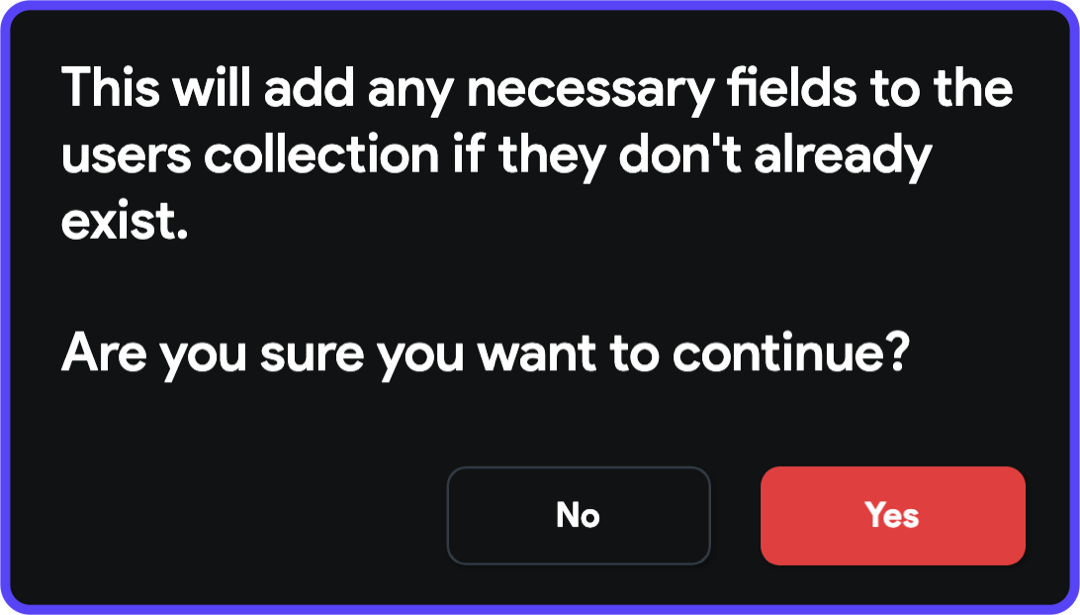 This will add any necessary fields to the
users collection if they don't already
exist.
Are you sure you want to continue?
No
Yes